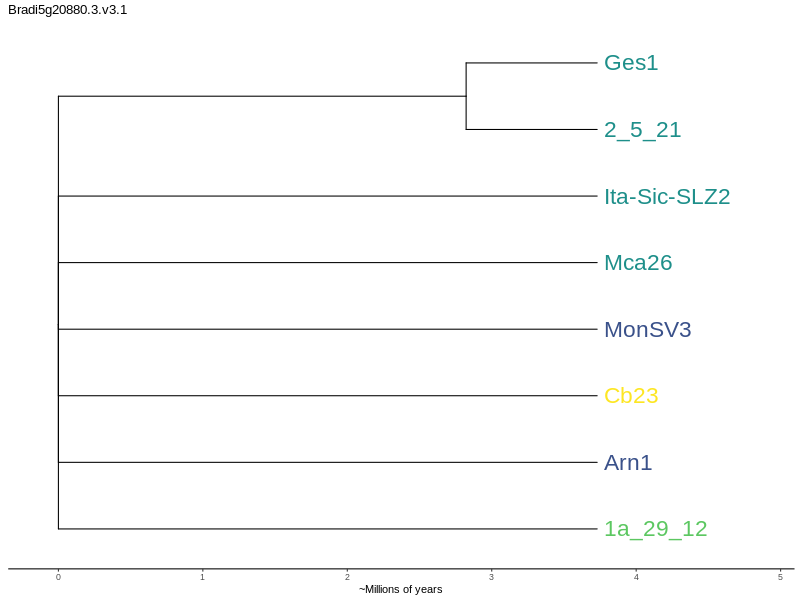 Bradi5g20880.3.v3.1
Ges1
2_5_21
Ita-Sic-SLZ2
Mca26
MonSV3
Cb23
Arn1
1a_29_12
0 1 2 3 4 5
~Millions of years